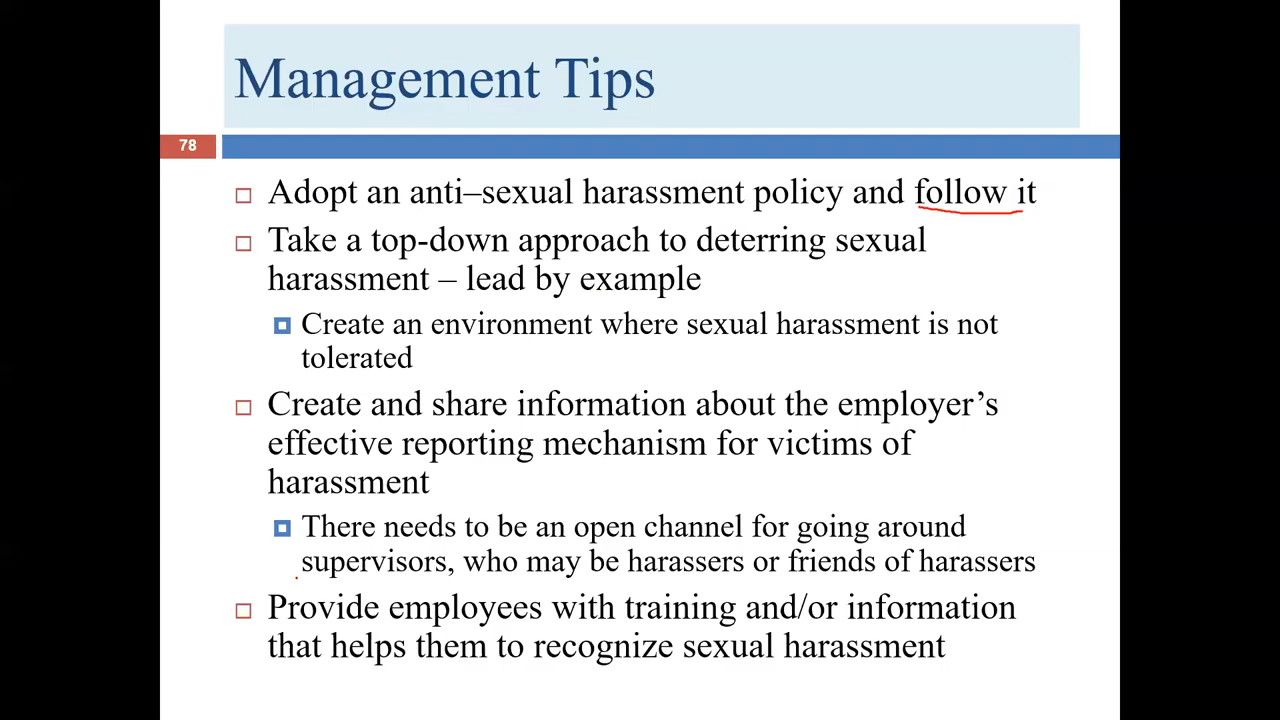 Management Tips
78
Adopt an anti–sexual harassment policy and follow it
Take a top-down approach to deterring sexual
harassment – lead by example
Create an environment where sexual harassment is not
tolerated
Create and share information about the employer’s
effective reporting mechanism for victims of
harassment
There needs to be an open channel for going around
supervisors, who may be harassers or friends of harassers
Provide employees with training and/or information
that helps them to recognize sexual harassment